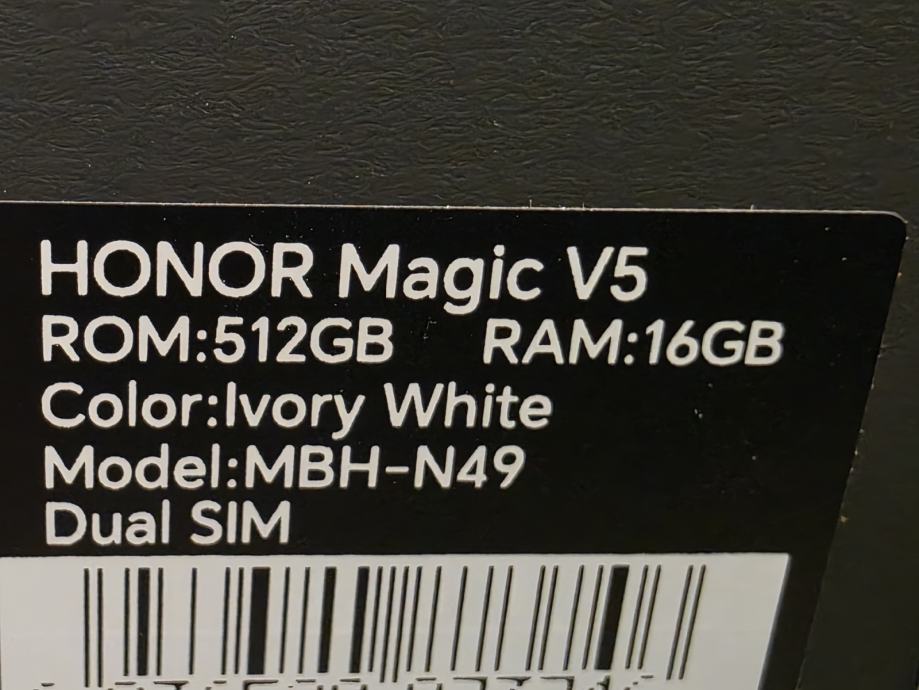 HONOR Magic V5
ROM:512GB RAM:16GB
Color:Ivory White
Model:MBH-N49
Dual SIM